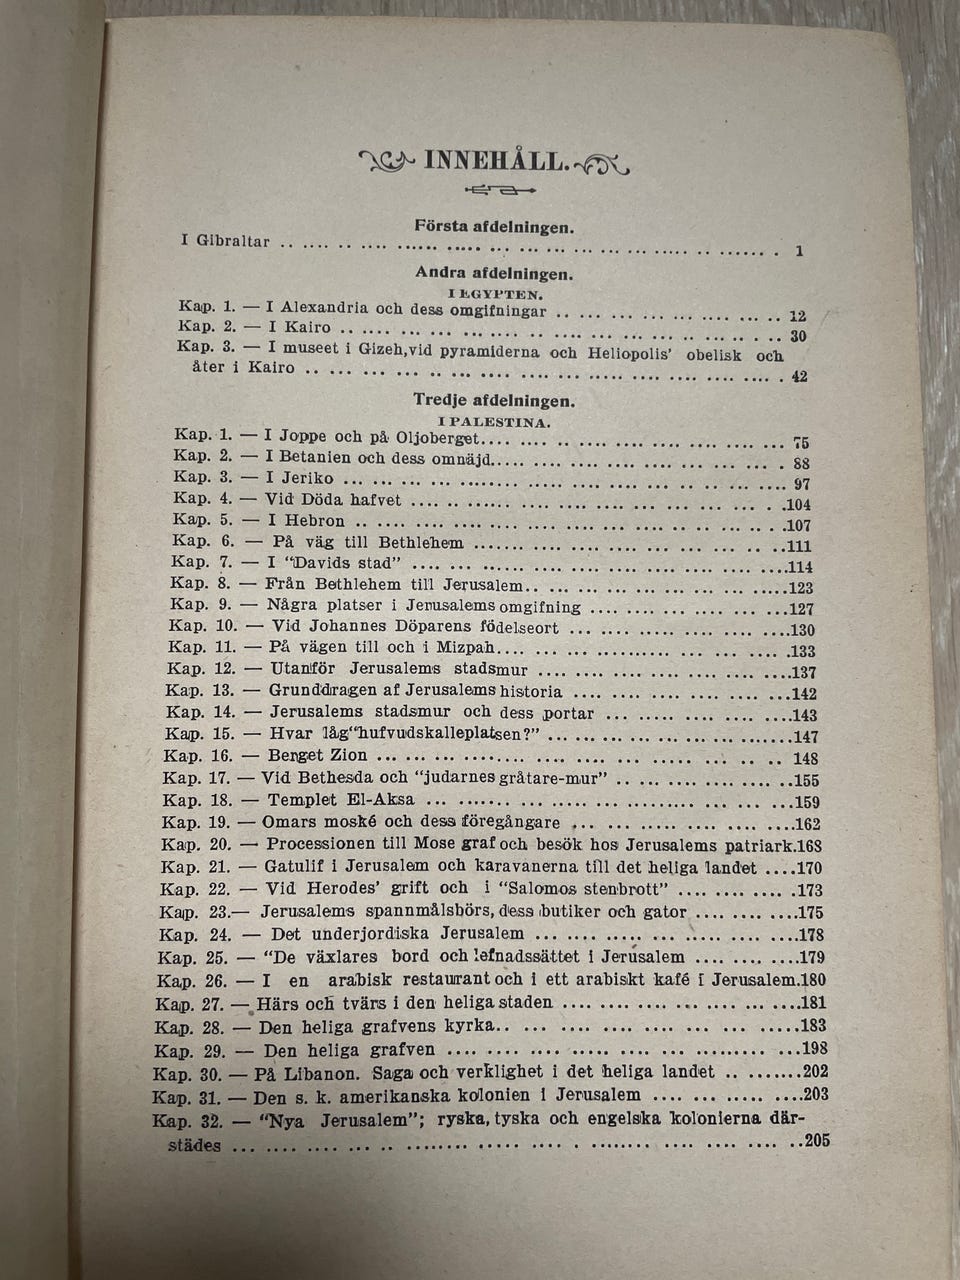 INNEHÅLL.
Första afdelningen.
I Gibraltar ........ 1
Andra afdelningen.
I EGYPTEN.
Kap. 1. — I Alexandria och dess omgifningar ........ 12
Kap. 2. — I Kairo ........ 30
Kap. 3. — I museet i Gizeh, vid pyramiderna och Heliopolis' obelisk och
åter i Kairo ........ 42
Tredje afdelningen.
I PALESTINA.
Kap. 1. — I Joppe och på Oljoberget ........ 75
Kap. 2. — I Betanien och dess omnäjd ........ 88
Kap. 3. — I Jeriko ........ 97
Kap. 4. — Vid Döda hafvet ........ 104
Kap. 5. — I Hebron ........ 107
Kap. 6. — På väg till Bethlehem ........ 111
Kap. 7. — I "Davids stad" ........ 114
Kap. 8. — Från Bethlehem till Jerusalem ........ 123
Kap. 9. — Några platser i Jerusalems omgifning ........ 127
Kap. 10. — Vid Johannes Döparens födelseort ........ 130
Kap. 11. — På vägen till och i Mizpah ........ 133
Kap. 12. — Utanför Jerusalems stadsmur ........ 137
Kap. 13. — Grunddragen af Jerusalems historia ........ 142
Kap. 14. — Jerusalems stadsmur och dess portar ........ 143
Kap. 15. — Hvar låg "hufvudskalleplatsen?" ........ 147
Kap. 16. — Berget Zion ........ 148
Kap. 17. — Vid Bethesda och "judarnes gråtare-mur" ........ 155
Kap. 18. — Templet El-Aksa ........ 159
Kap. 19. — Omars moské och dess föregångare ........ 162
Kap. 20. — Processionen till Mose graf och besök hos Jerusalems patriark. 168
Kap. 21. — Gatulif i Jerusalem och karavanerna till det heliga landet ....170
Kap. 22. — Vid Herodes' grift och i "Salomos stenbrott" ........ 173
Kap. 23.— Jerusalems spannmålsbörs, dess butiker och gator ........ 175
Kap. 24. — Det underjordiska Jerusalem ........ 178
Kap. 25. — "De växlares bord och lefnadssättet i Jerusalem ........ 179
Kap. 26. — I en arabisk restaurant och i ett arabiskt kafé i Jerusalem. 180
Kap. 27. — Härs och tvärs i den heliga staden ........ 181
Kap. 28. — Den heliga grafvens kyrka ........ 183
Kap. 29. — Den heliga grafven ........ 198
Kap. 30. — På Libanon. Saga och verklighet i det heliga landet ........ 202
Kap. 31. — Den s. k. amerikanska kolonien i Jerusalem ........ 203
Kap. 32. — "Nya Jerusalem"; ryska, tyska och engelska kolonierna där-
städes ........ 205